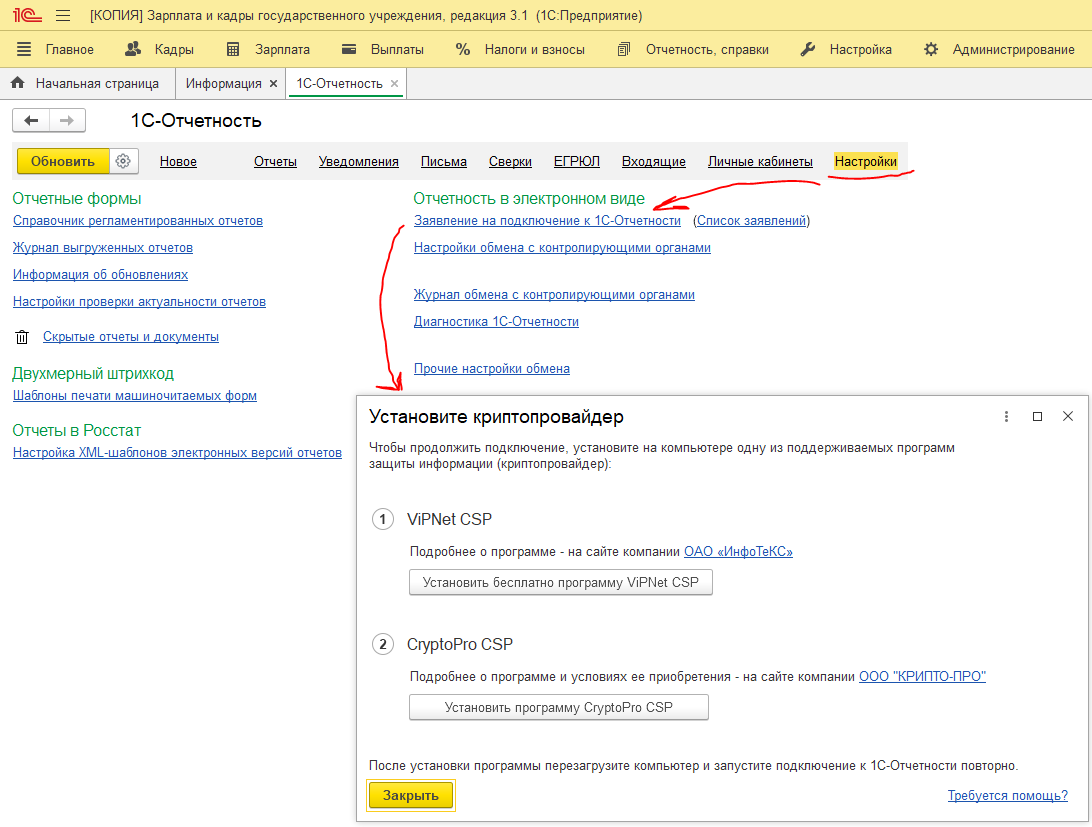 1С [КОПИЯ] Зарплата и кадры государственного учреждения, редакция 3.1 (1С:Предприятие)
Главное Кадры Зарплата Выплаты % Налоги и взносы Отчетность, справки Настройка Администрирование
Начальная страница Информация × 1С-Отчетность ×
1С-Отчетность
Обновить Новое Отчеты Уведомления Письма Сверки ЕГРЮЛ Входящие Личные кабинеты Настройки
Отчетные формы
Справочник регламентированных отчетов
Журнал выгруженных отчетов
Информация об обновлениях
Настройки проверки актуальности отчетов
Скрытые отчеты и документы
Двухмерный штрихкод
Шаблоны печати машиночитаемых форм
Отчеты в Росстат
Настройка XML-шаблонов электронных версий отчетов
Отчетность в электронном виде
Заявление на подключение к 1С-Отчетности (Список заявлений)
Настройки обмена с контролирующими органами
Журнал обмена с контролирующими органами
Диагностика 1С-Отчетности
Прочие настройки обмена
Установите криптопровайдер
Чтобы продолжить подключение, установите на компьютере одну из поддерживаемых программ
защиты информации (криптопровайдер):
1 ViPNet CSP
Подробнее о программе - на сайте компании ОАО «ИнфоТеКС»
Установить бесплатно программу ViPNet CSP
2 CryptoPro CSP
Подробнее о программе и условиях ее приобретения - на сайте компании ООО "КРИПТО-ПРО"
Установить программу CryptoPro CSP
После установки программы перезагрузите компьютер и запустите подключение к 1С-Отчетности повторно.
Закрыть Требуется помощь?